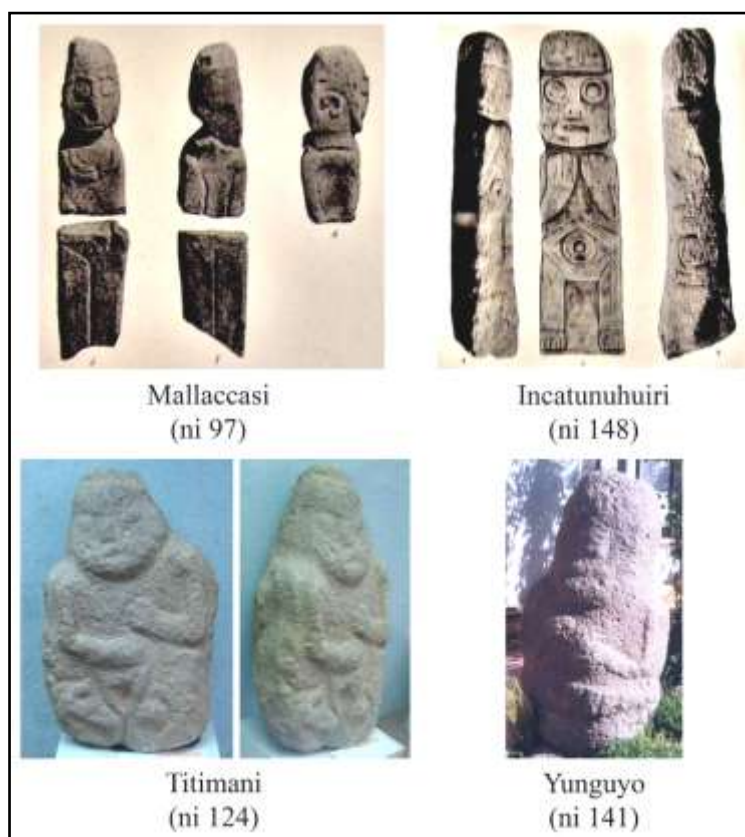 Mallaccasi
(ni 97)
Incatunuhuiri
(ni 148)
Titimani
(ni 124)
Yunguyo
(ni 141)